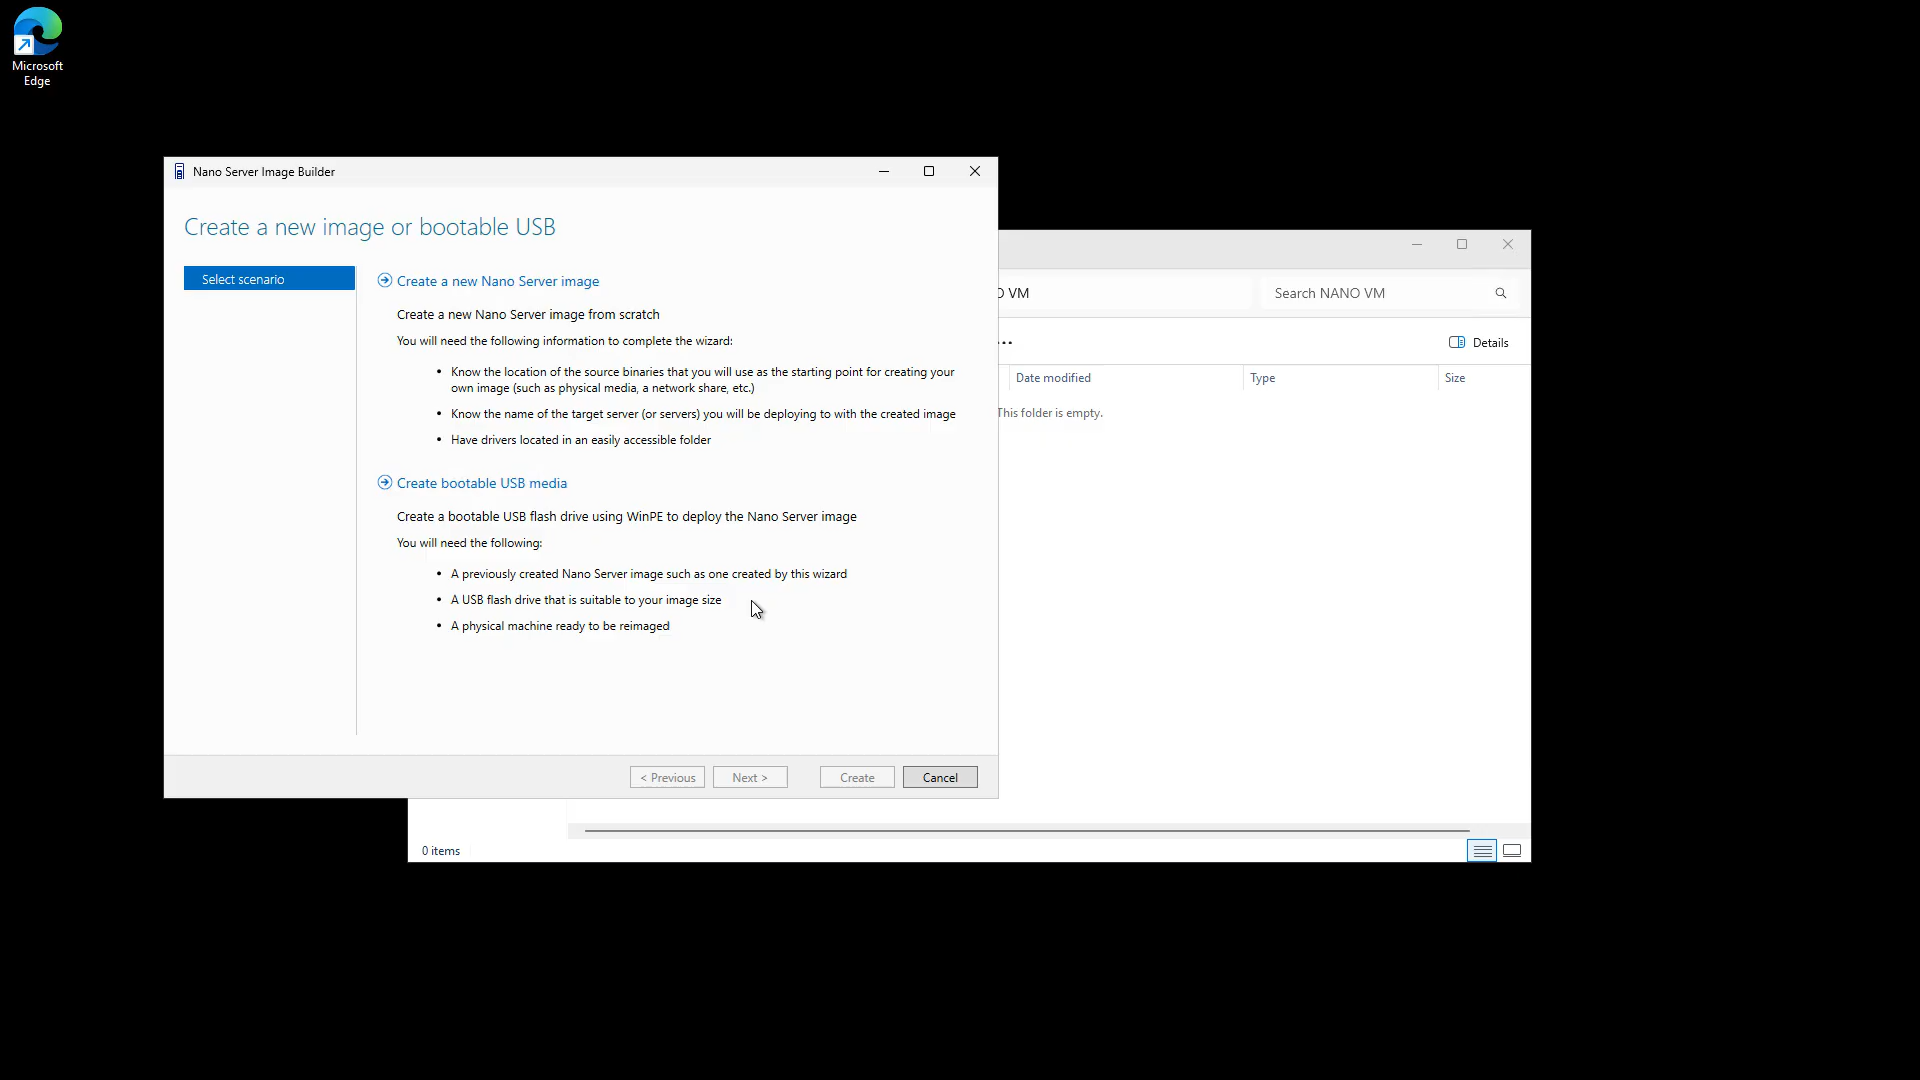 Microsoft
Edge
Nano Server Image Builder
Create a new image or bootable USB
Select scenario
Create a new Nano Server image
Create a new Nano Server image from scratch
You will need the following information to complete the wizard:
• Know the location of the source binaries that you will use as the starting point for creating your
own image (such as physical media, a network share, etc.)
• Know the name of the target server (or servers) you will be deploying to with the created image
• Have drivers located in an easily accessible folder
Create bootable USB media
Create a bootable USB flash drive using WinPE to deploy the Nano Server image
You will need the following:
• A previously created Nano Server image such as one created by this wizard
• A USB flash drive that is suitable to your image size
• A physical machine ready to be reimaged
< Previous
Next >
Create
Cancel
VM
Search NANO VM
Details
Date modified
Type
Size
This folder is empty.
0 items